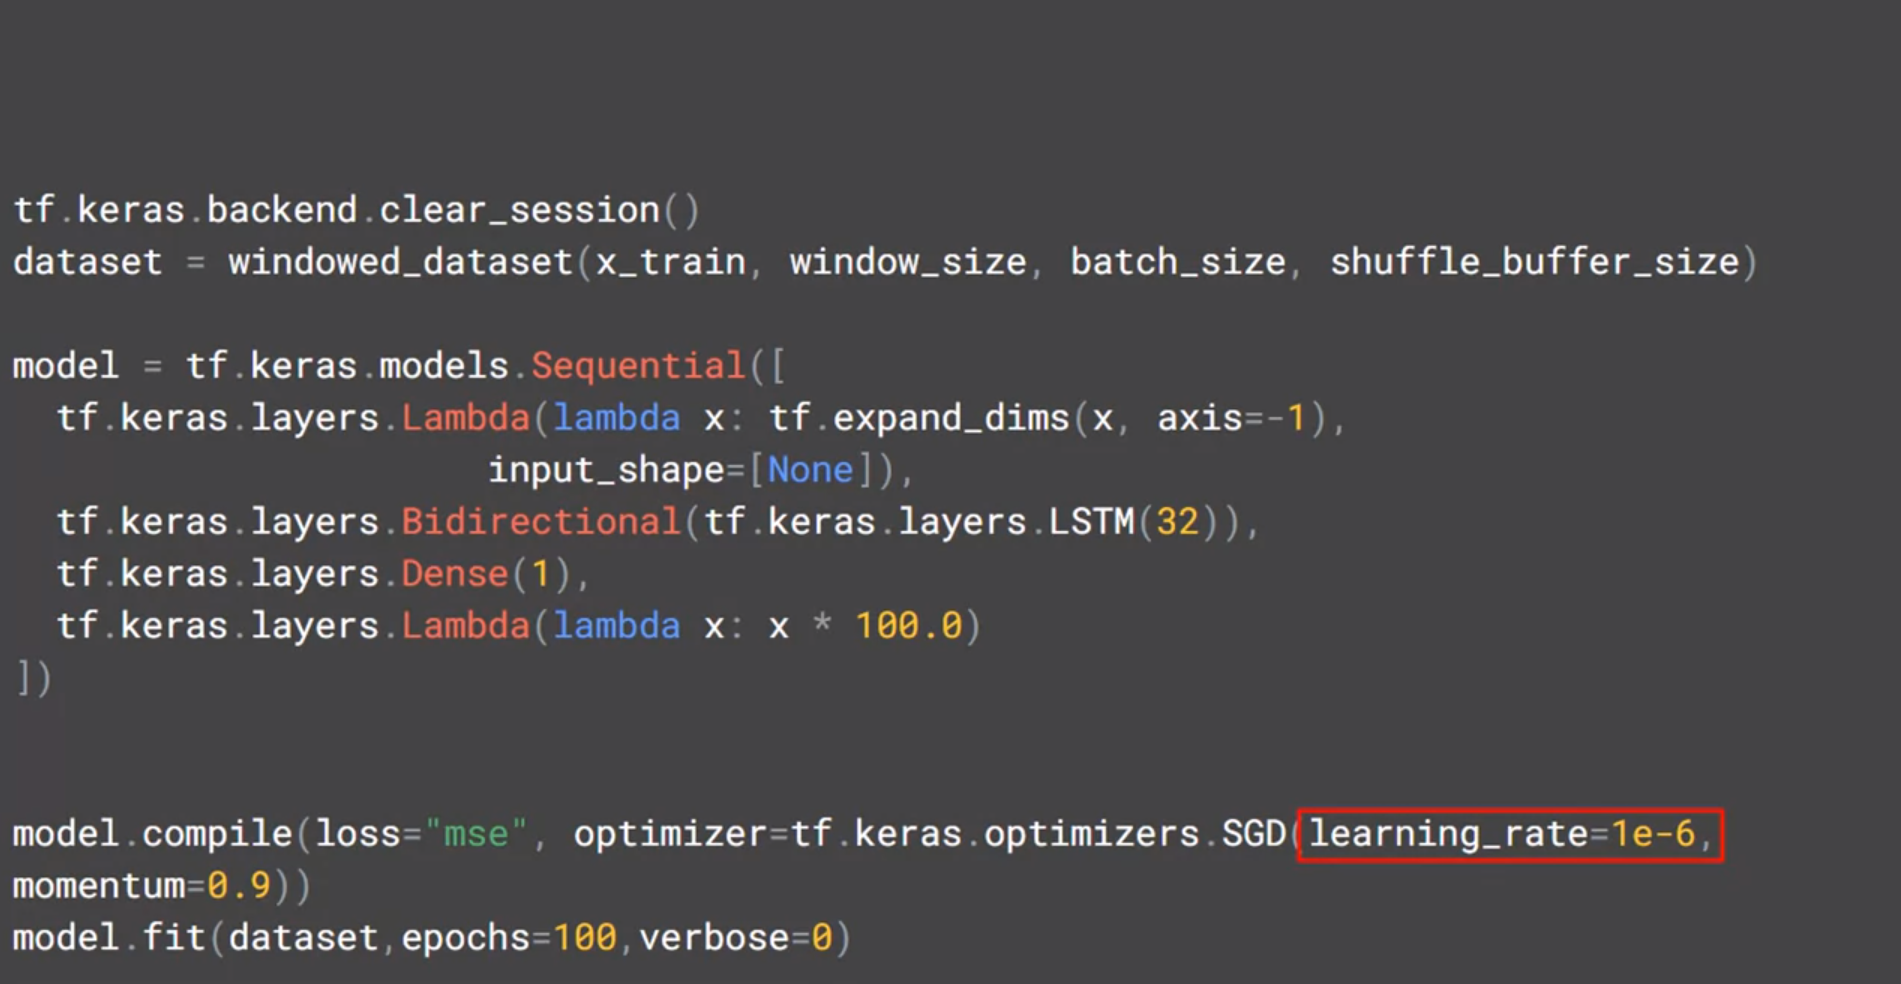 tf.keras.backend.clear_session()
dataset = windowed_dataset(x_train, window_size, batch_size, shuffle_buffer_size)
model = tf.keras.models.Sequential([
  tf.keras.layers.Lambda(lambda x: tf.expand_dims(x, axis=-1),
                      input_shape=[None]),
  tf.keras.layers.Bidirectional(tf.keras.layers.LSTM(32)),
  tf.keras.layers.Dense(1),
  tf.keras.layers.Lambda(lambda x: x * 100.0)
])
model.compile(loss="mse", optimizer=tf.keras.optimizers.SGD(learning_rate=1e-6,
momentum=0.9))
model.fit(dataset,epochs=100,verbose=0)